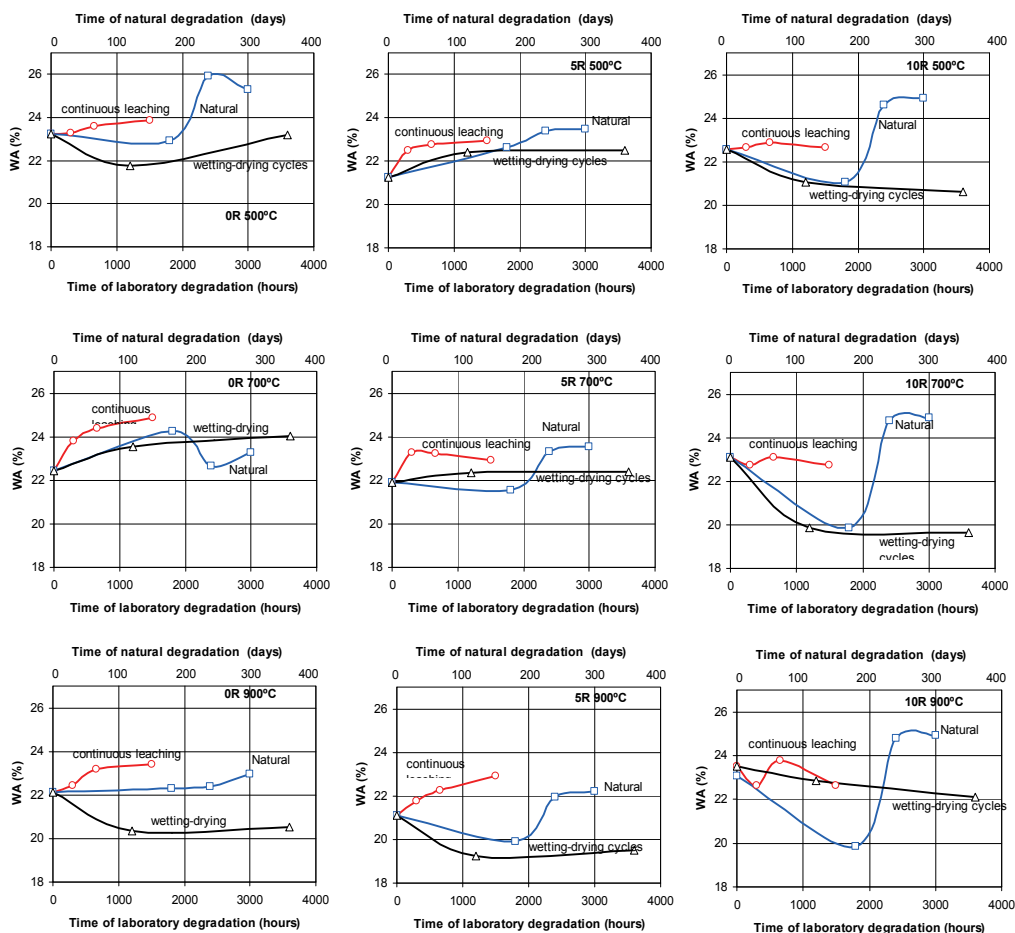 Time of natural degradation (days)
0 100 200 300 400
26
24
22
20
18
WA (%)
continuous leaching
Natural
wetting-drying cycles
0R 500ºC
0 1000 2000 3000 4000
Time of laboratory degradation (hours)
Time of natural degradation (days)
0 100 200 300 400
5R 500ºC
26
24
22
20
18
WA (%)
continuous leaching
Natural
wetting-drying cycles
0 1000 2000 3000 4000
Time of laboratory degradation (hours)
Time of natural degradation (days)
0 100 200 300 400
10R 500ºC
26
24
22
20
18
WA (%)
continuous leaching
Natural
wetting-drying cycles
0 1000 2000 3000 4000
Time of laboratory degradation (hours)
Time of natural degradation (days)
0 100 200 300 400
0R 700ºC
26
24
22
20
18
WA (%)
continuous
wetting-drying
Natural
0 1000 2000 3000 4000
Time of laboratory degradation (hours)
Time of natural degradation (days)
0 100 200 300 400
5R 700ºC
26
24
22
20
18
WA (%)
continuous leaching
Natural
wetting-drying cycles
0 1000 2000 3000 4000
Time of laboratory degradation (hours)
Time of natural degradation (days)
0 100 200 300 400
10R 700ºC
26
24
22
20
18
WA (%)
Natural
continuous leaching
wetting-drying
cycles
0 1000 2000 3000 4000
Time of laboratory degradation (hours)
Time of natural degradation (days)
0 100 200 300 400
0R 900ºC
26
24
22
20
18
WA (%)
continuous leaching
Natural
wetting-drying
0 1000 2000 3000 4000
Time of laboratory degradation (hours)
Time of natural degradation (days)
0 100 200 300 400
5R 900ºC
26
24
22
20
18
WA (%)
continuous
Natural
wetting-drying cycles
0 1000 2000 3000 4000
Time of laboratory degradation (hours)
Time of natural degradation (days)
0 100 200 300 400
10R 900ºC
26
24
22
20
18
WA (%)
Natural
continuous leaching
wetting-drying cycles
0 1000 2000 3000 4000
Time of laboratory degradation (hours)